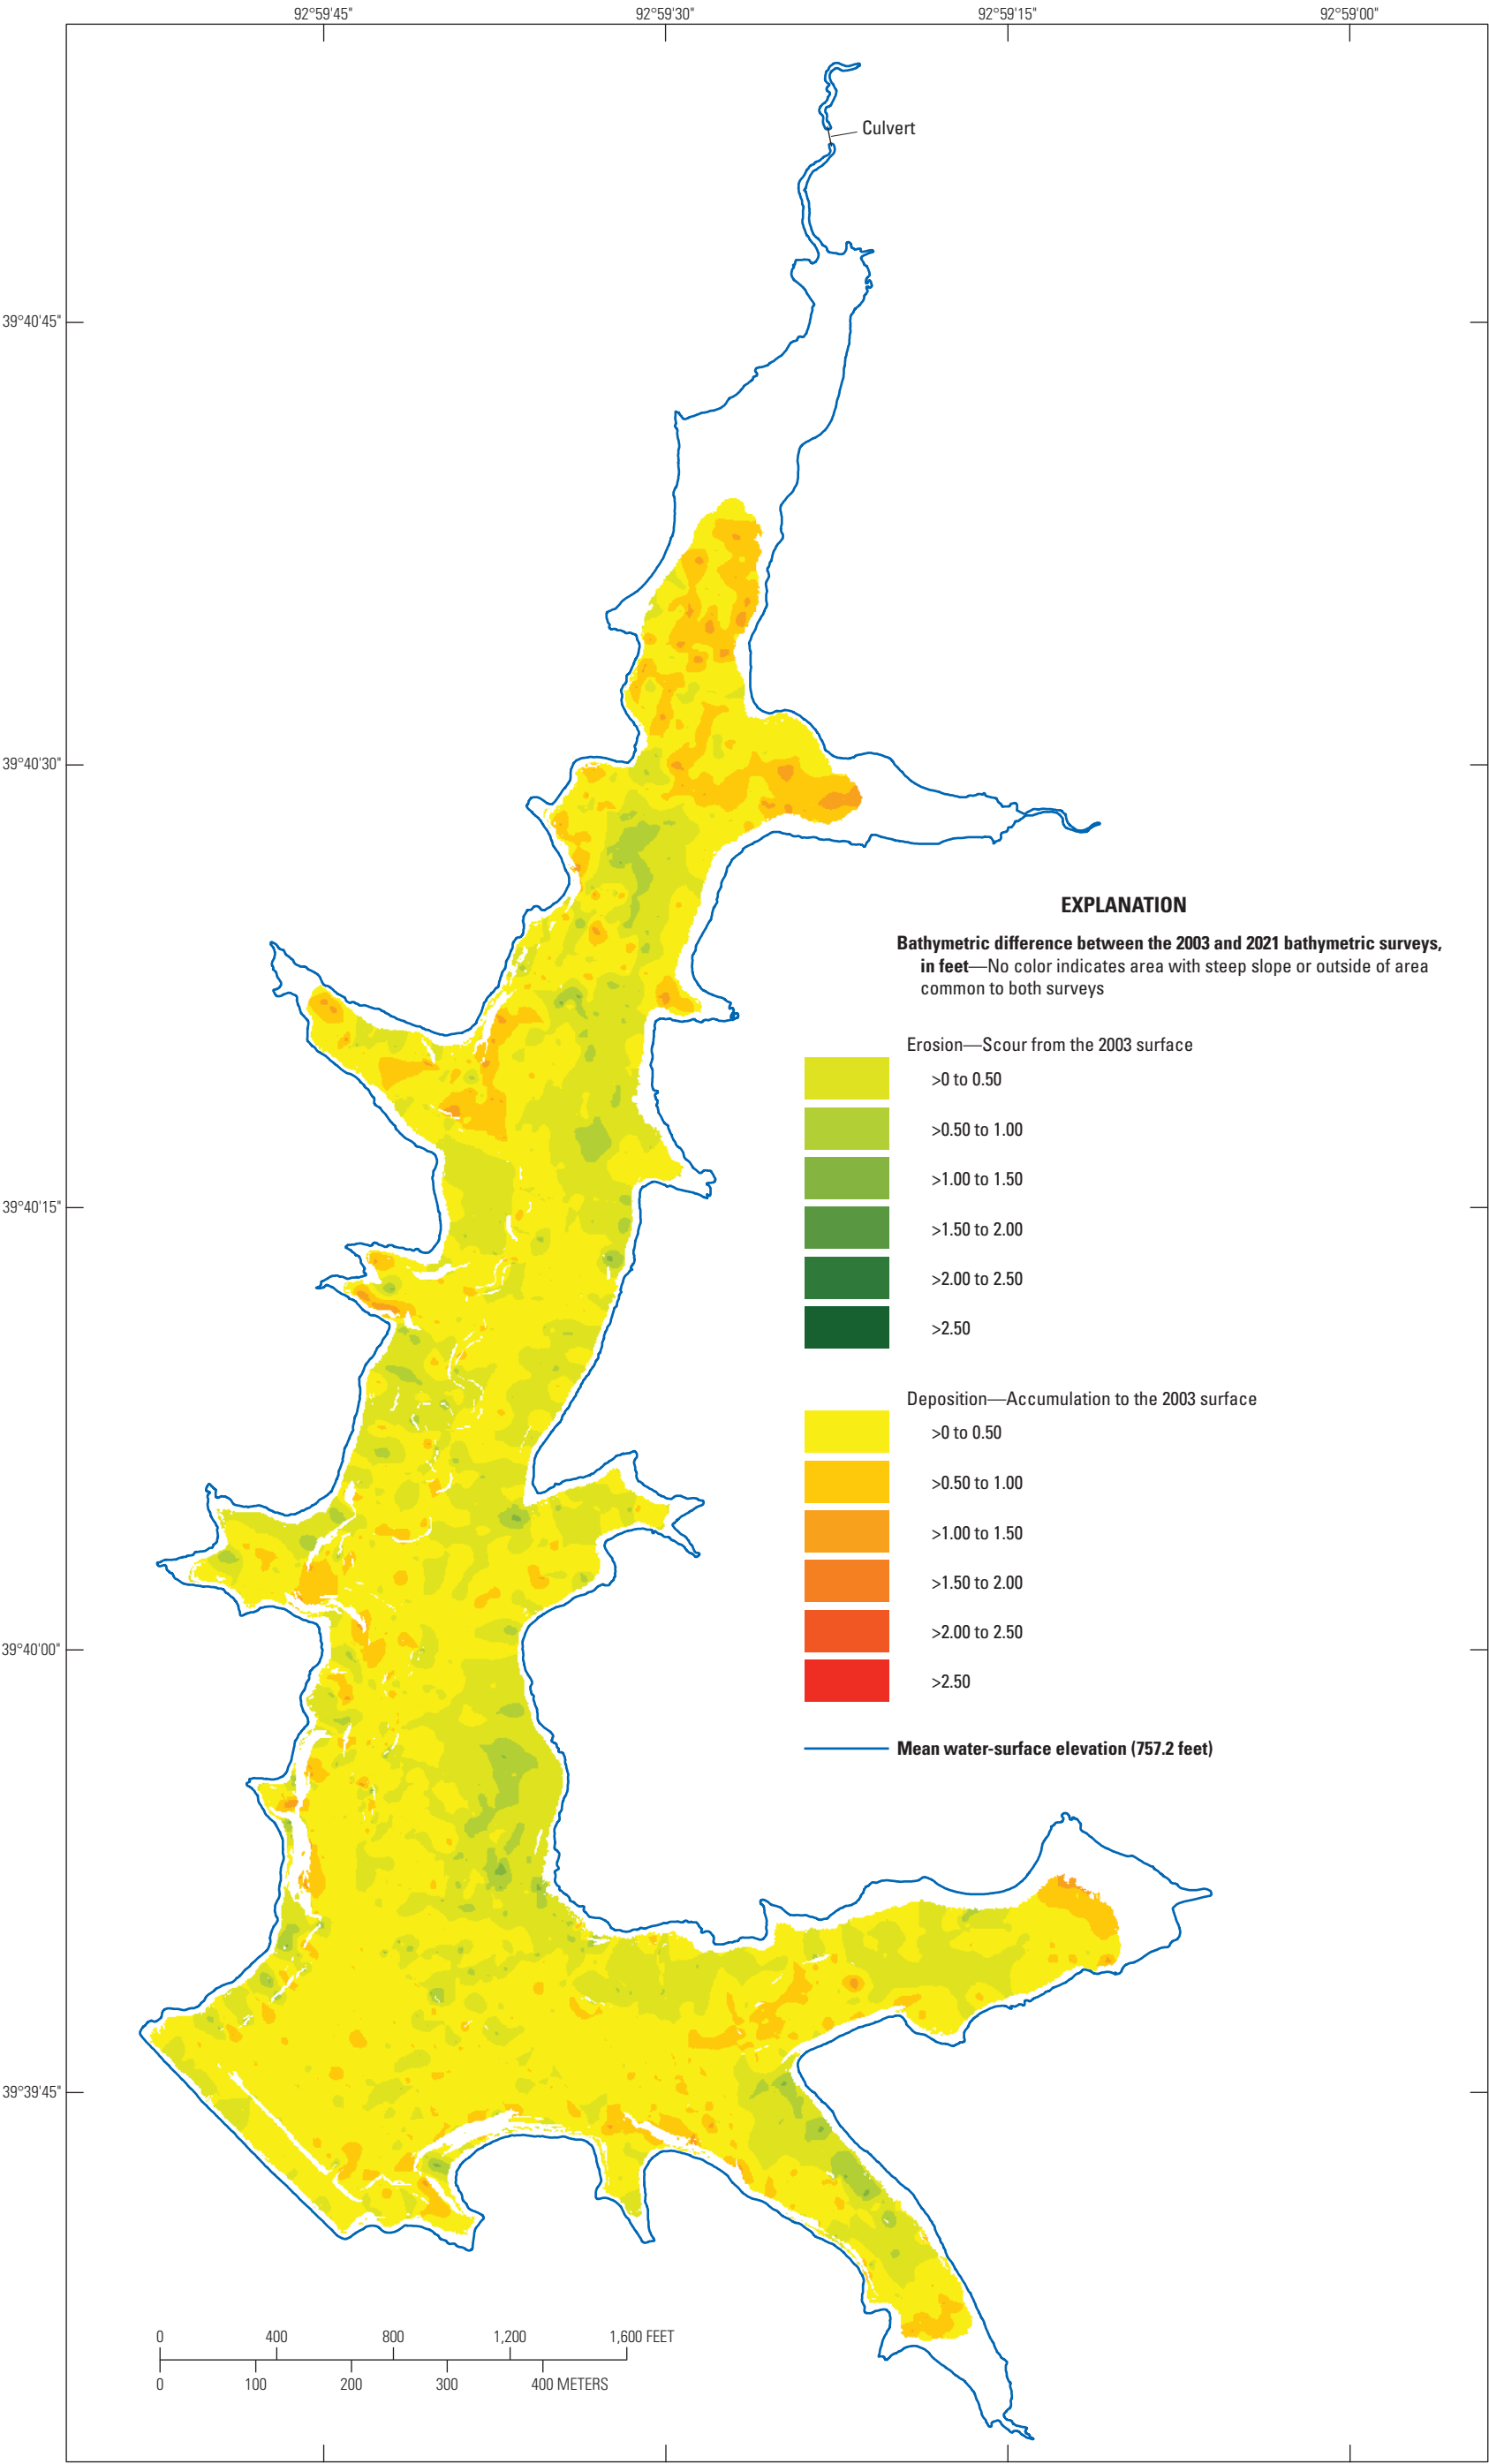 92°59'45"
92°59'30"
92°59'15"
92°59'00"
Culvert
39°40'45"
39°40'30"
39°40'15"
39°40'00"
39°39'45"
EXPLANATION
Bathymetric difference between the 2003 and 2021 bathymetric surveys,
in feet—No color indicates area with steep slope or outside of area
common to both surveys
Erosion—Scour from the 2003 surface
>0 to 0.50
>0.50 to 1.00
>1.00 to 1.50
>1.50 to 2.00
>2.00 to 2.50
>2.50
Deposition—Accumulation to the 2003 surface
>0 to 0.50
>0.50 to 1.00
>1.00 to 1.50
>1.50 to 2.00
>2.00 to 2.50
>2.50
Mean water-surface elevation (757.2 feet)
0 400 800 1,200 1,600 FEET
0 100 200 300 400 METERS